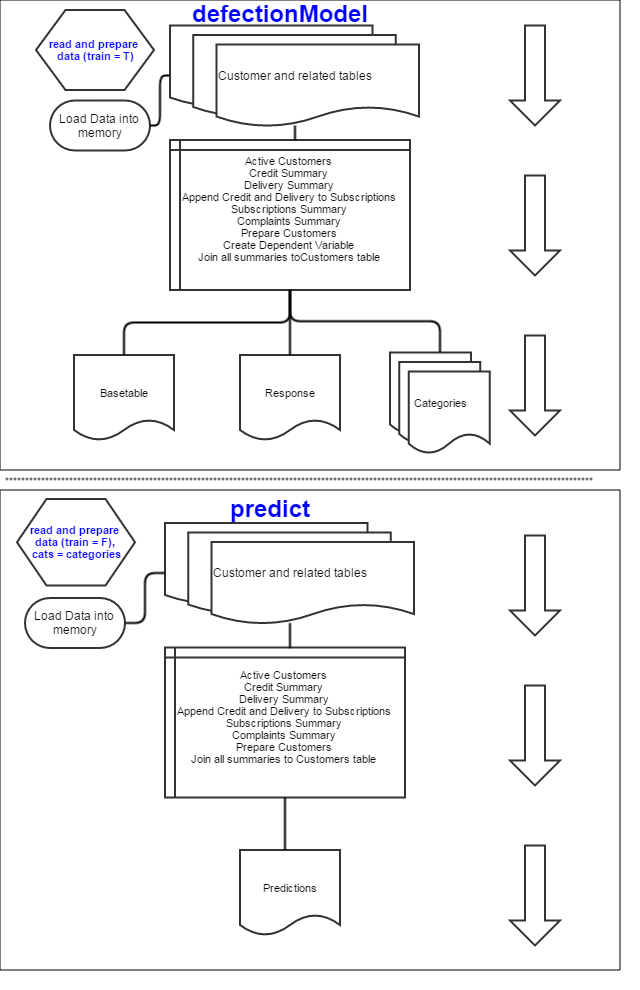 defectionModel
read and prepare
data (train = T)
Customer and related tables
Load Data into
memory
Active Customers
Credit Summary
Delivery Summary
Append Credit and Delivery to Subscriptions
Subscriptions Summary
Complaints Summary
Prepare Customers
Create Dependent Variable
Join all summaries toCustomers table
Basetable
Response
Categories
predict
read and prepare
data (train = F),
cats = categories
Customer and related tables
Load Data into
memory
Active Customers
Credit Summary
Delivery Summary
Append Credit and Delivery to Subscriptions
Subscriptions Summary
Complaints Summary
Prepare Customers
Join all summaries to Customers table
Predictions